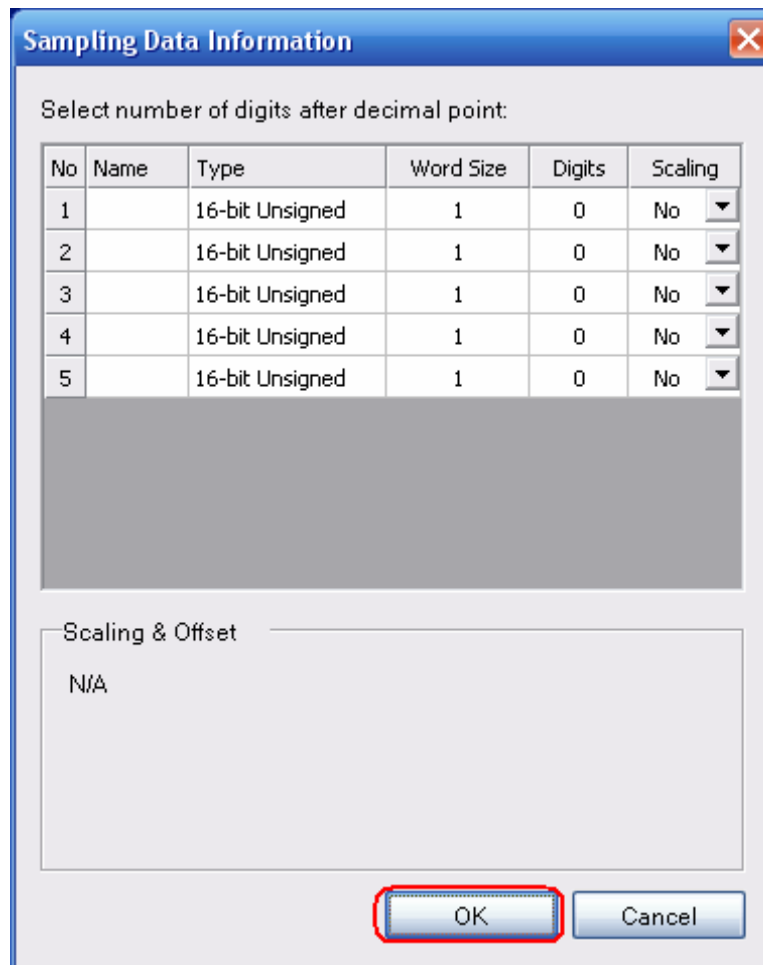 Sampling Data Information
Select number of digits after decimal point:
No Name Type Word Size Digits Scaling
1 16-bit Unsigned 1 0 No
2 16-bit Unsigned 1 0 No
3 16-bit Unsigned 1 0 No
4 16-bit Unsigned 1 0 No
5 16-bit Unsigned 1 0 No
Scaling & Offset
N/A
OK Cancel